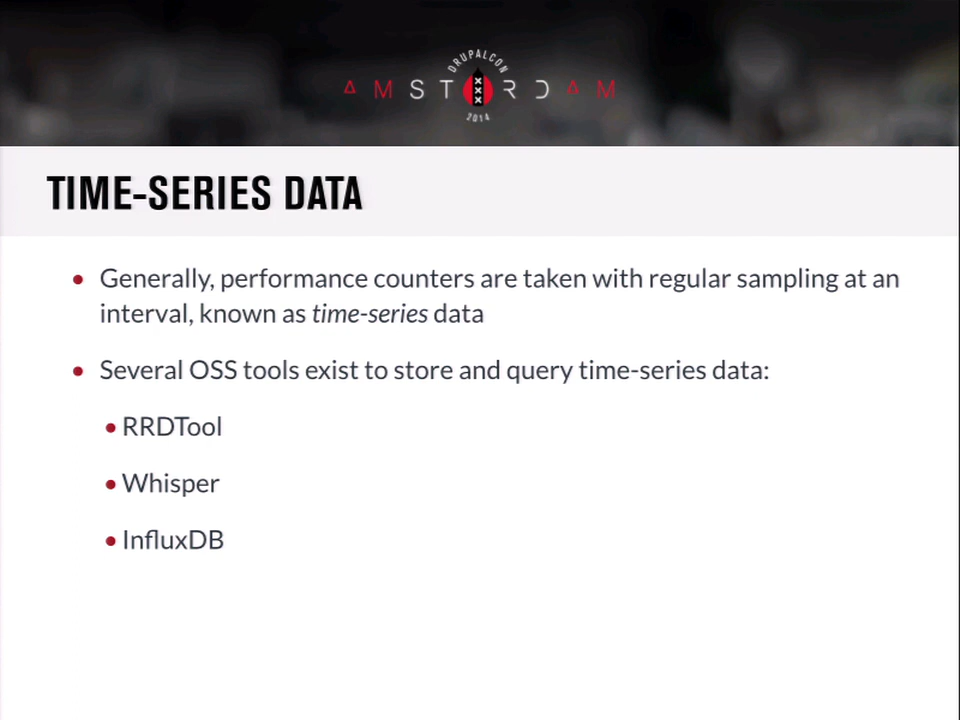 DRUPALCON
AMSTERDAM
2014
TIME-SERIES DATA
• Generally, performance counters are taken with regular sampling at an
interval, known as time-series data
• Several OSS tools exist to store and query time-series data:
• RRDTool
• Whisper
• InfluxDB